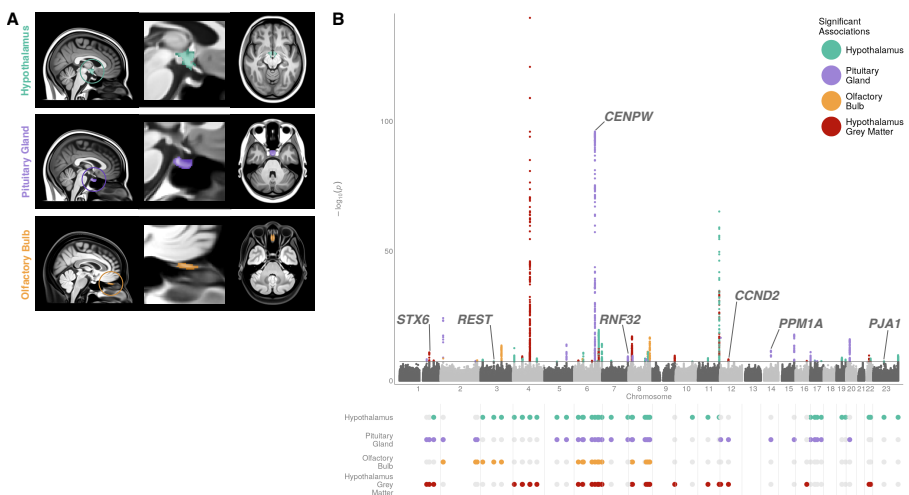 A
Hypothalamus
Pituitary Gland
Olfactory Bulb
B
Significant
Associations
Hypothalamus
Pituitary
Gland
Olfactory
Bulb
Hypothalamus
Grey Matter
− log₁₀(p)
100
50
0
CENPW
STX6
REST
RNF32
CCND2
PPM1A
PJA1
1 2 3 4 5 6 7 8 9 10 11 12 13 14 15 16 17 18 19 20 21 22 23
Chromosome
Hypothalamus
Pituitary
Gland
Olfactory
Bulb
Hypothalamus
Grey
Matter